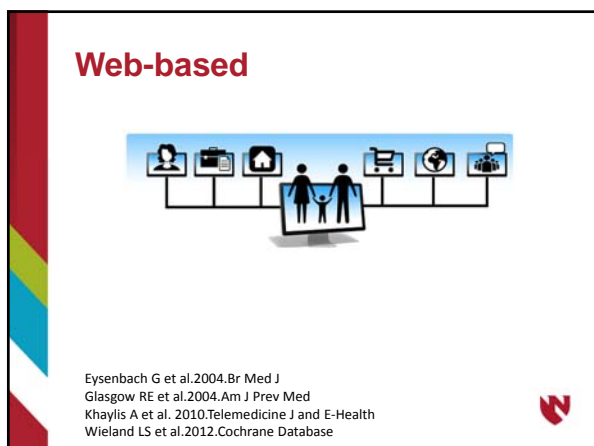 Web-based
Eysenbach G et al.2004.Br Med J
Glasgow RE et al.2004.Am J Prev Med
Khaylis A et al. 2010.Telemedicine J and E-Health
Wieland LS et al.2012.Cochrane Database
N